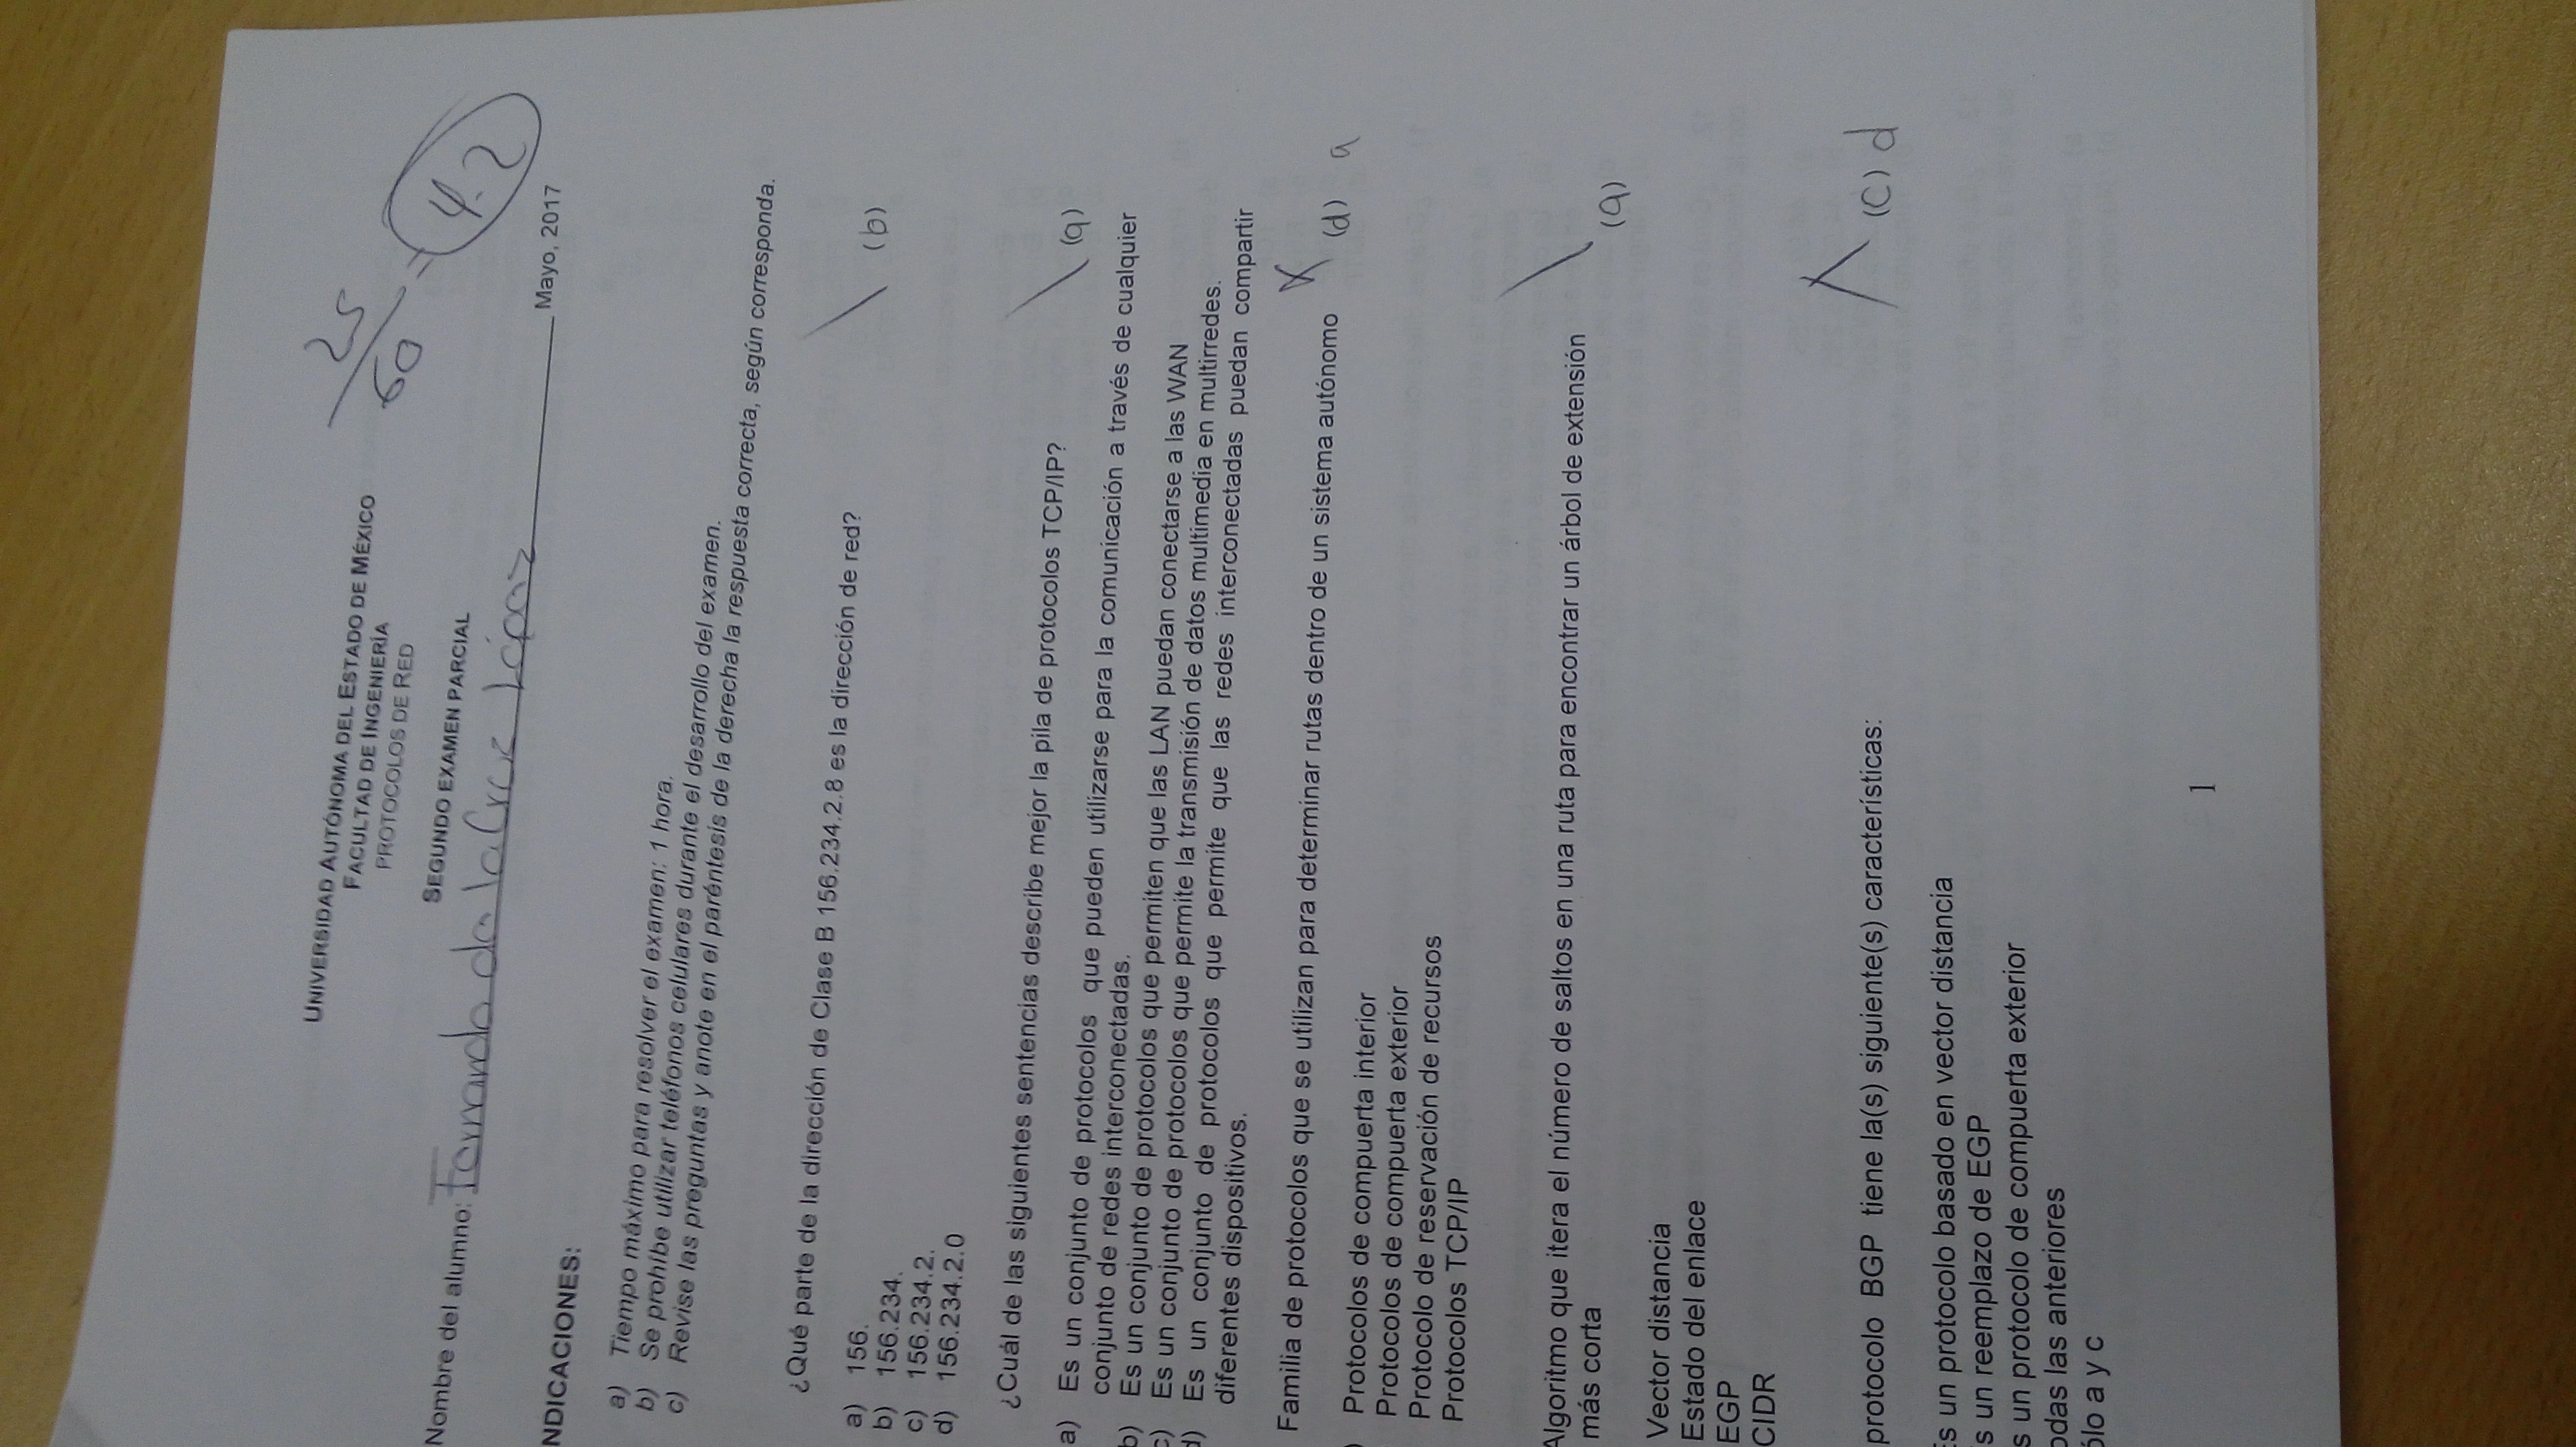 UNIVERSIDAD AUTÓNOMA DEL ESTADO DE MÉXICO
FACULTAD DE INGENIERÍA
PROTOCOLOS DE RED
SEGUNDO EXAMEN PARCIAL
25
60
= 4.2
Nombre del alumno: Fernando de la Cruz López
Mayo, 2017
NDICACIONES:
a) Tiempo máximo para resolver el examen: 1 hora.
b) Se prohíbe utilizar teléfonos celulares durante el desarrollo del examen.
c) Revise las preguntas y anote en el paréntesis de la derecha la respuesta correcta, según corresponda.
¿Qué parte de la dirección de Clase B 156.234.2.8 es la dirección de red? (b)
a) 156.
b) 156.234.
c) 156.234.2.
d) 156.234.2.0
¿Cuál de las siguientes sentencias describe mejor la pila de protocolos TCP/IP? (a)
a) Es un conjunto de protocolos que pueden utilizarse para la comunicación a través de cualquier
conjunto de redes interconectadas.
b) Es un conjunto de protocolos que permiten que las LAN puedan conectarse a las WAN
c) Es un conjunto de protocolos que permite la transmisión de datos multimedia en multirredes.
d) Es un conjunto de protocolos que permite que las redes interconectadas puedan compartir
diferentes dispositivos.
Familia de protocolos que se utilizan para determinar rutas dentro de un sistema autónomo (d) a
) Protocolos de compuerta interior
Protocolos de compuerta exterior
Protocolo de reservación de recursos
Protocolos TCP/IP
Algoritmo que itera el número de saltos en una ruta para encontrar un árbol de extensión
más corta (a)
Vector distancia
Estado del enlace
EGP
CIDR
protocolo BGP tiene la(s) siguiente(s) características: (c) d
Es un protocolo basado en vector distancia
s un reemplazo de EGP
s un protocolo de compuerta exterior
odas las anteriores
ólo a y c
1